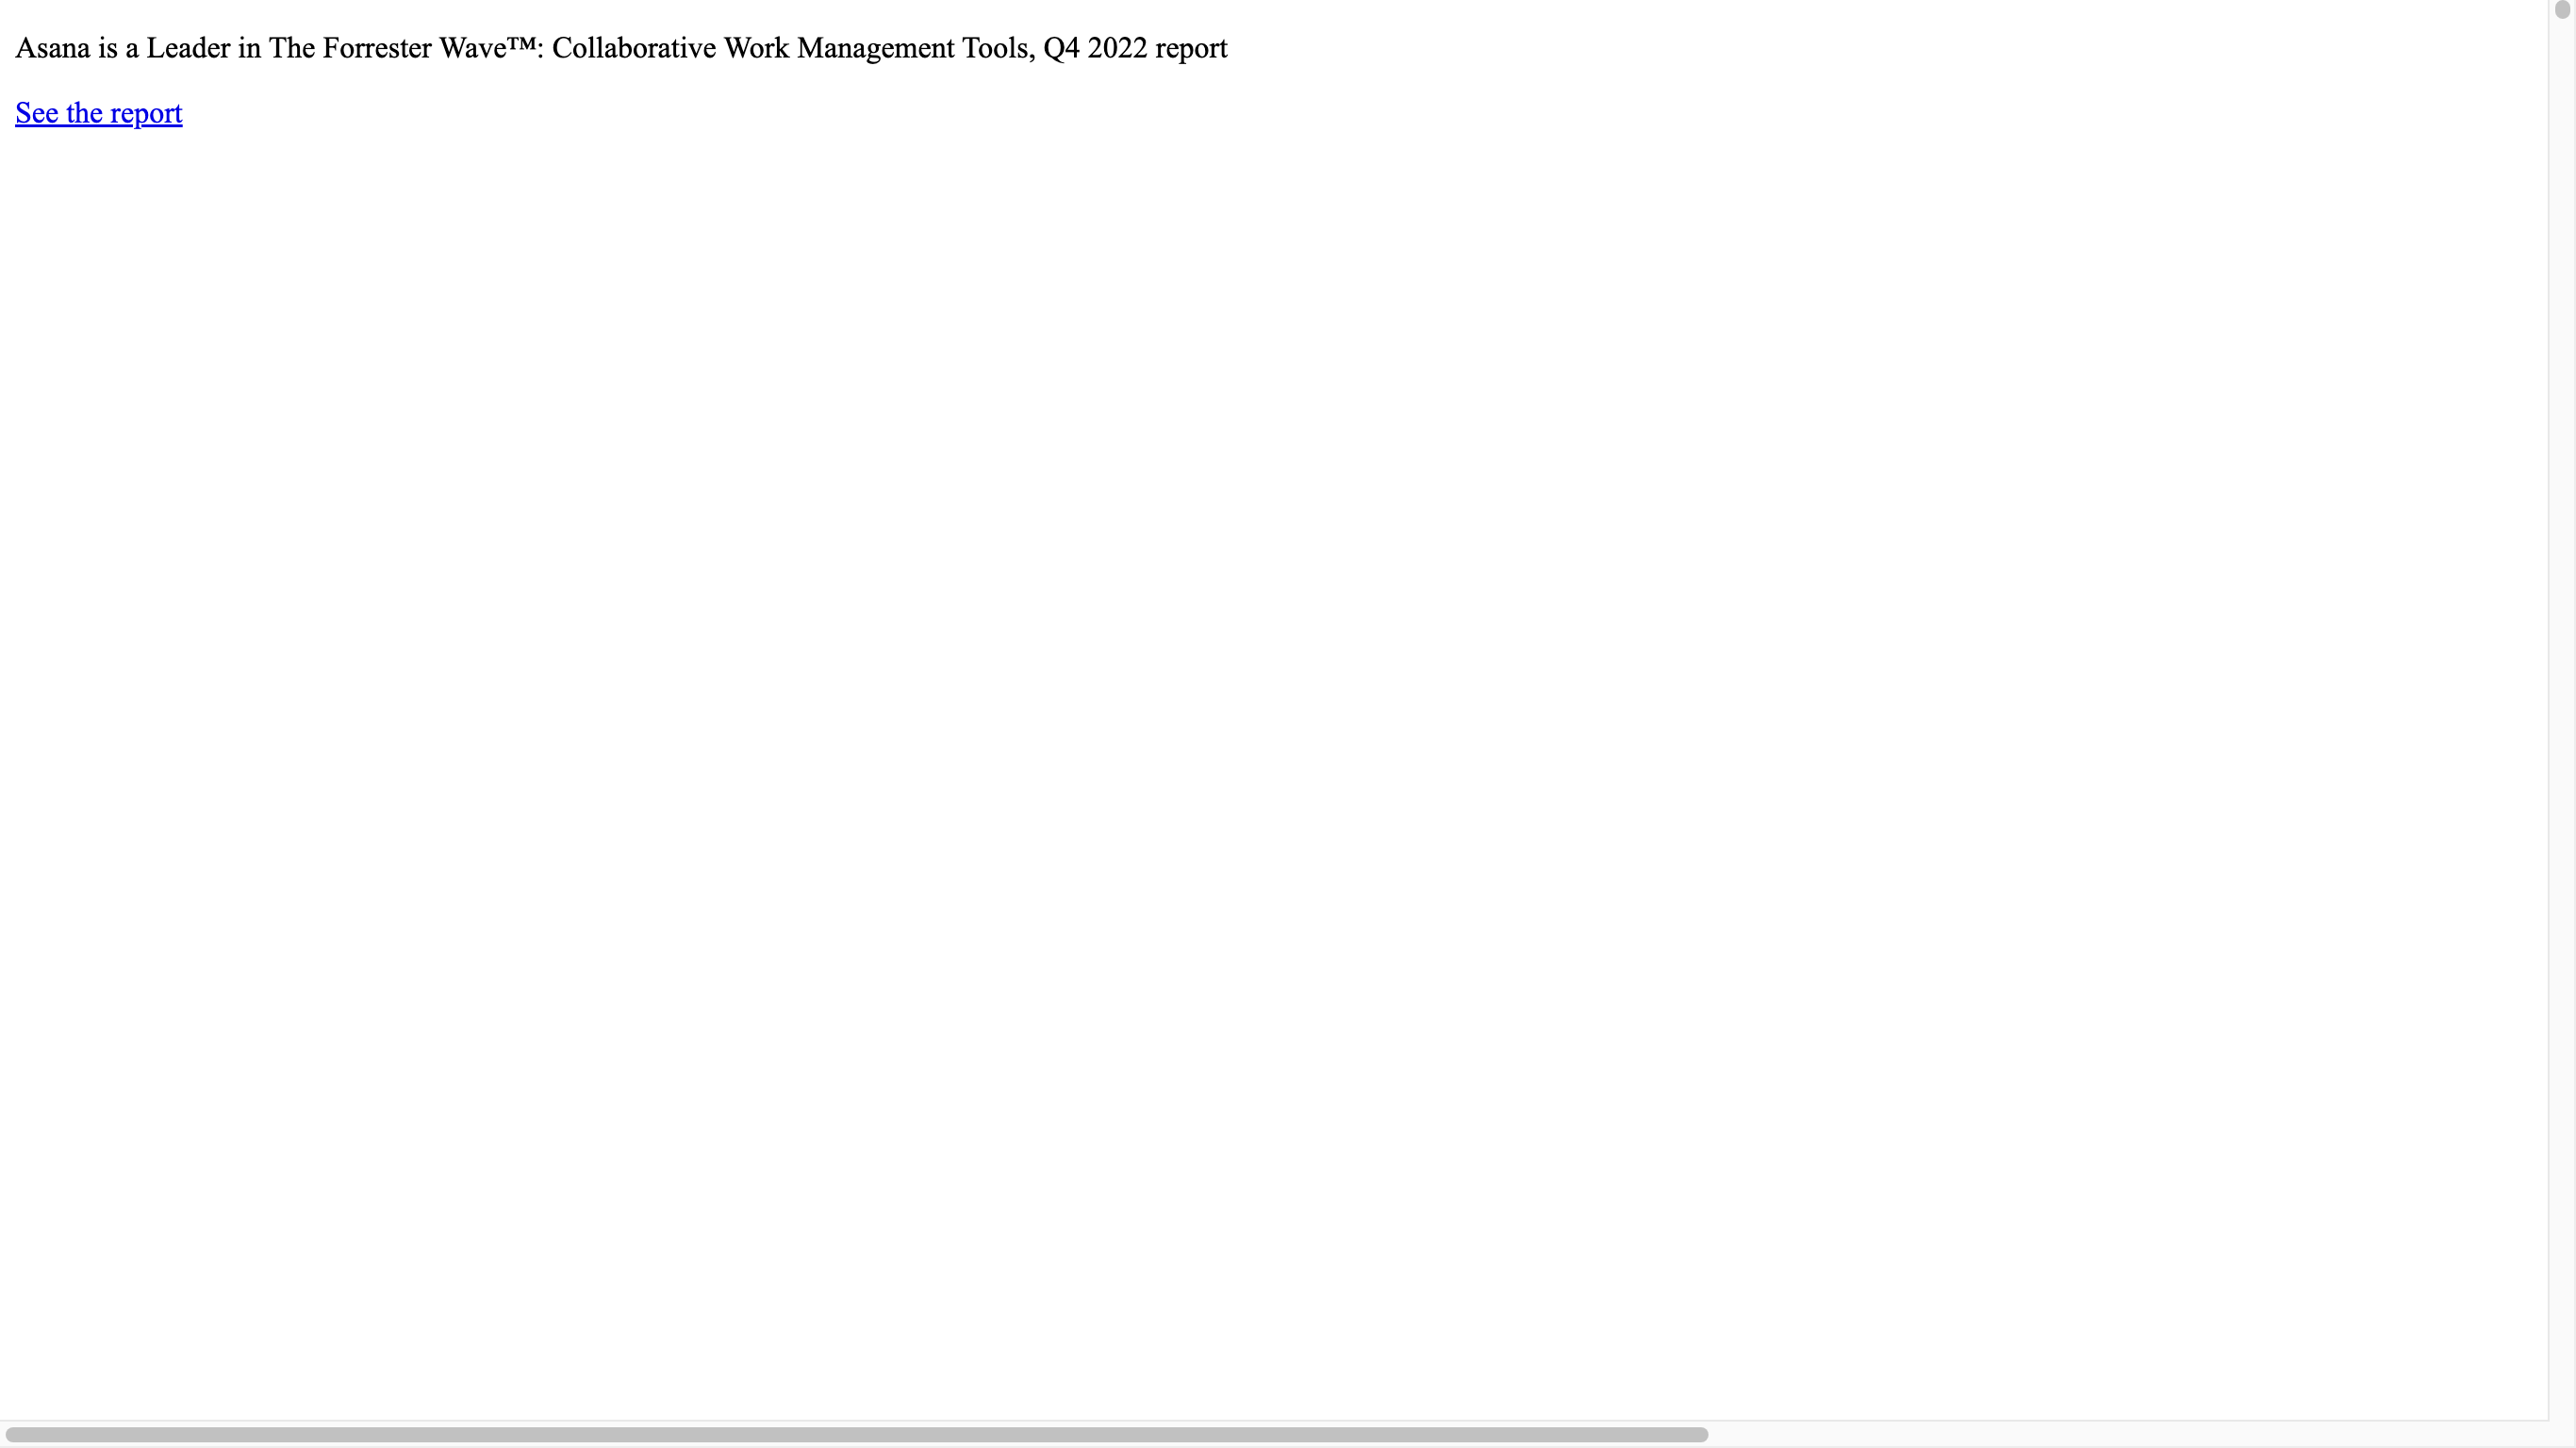 Asana is a Leader in The Forrester Wave™: Collaborative Work Management Tools, Q4 2022 report
See the report